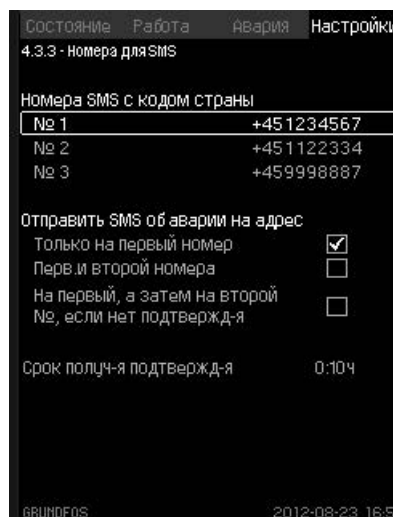 Состояние Работа Авария Настройки
4.3.3 - Номера для SMS
Номера SMS с кодом страны
№ 1 +451234567
№ 2 +451122334
№ 3 +459998887
Отправить SMS об аварии на адрес
Только на первый номер
Перв.и второй номера
На первый, а затем на второй
№, если нет подтвержд-я
Срок получ-я подтвержд-я 0:10ч
GRUNDFOS 2012-08-23 16:5